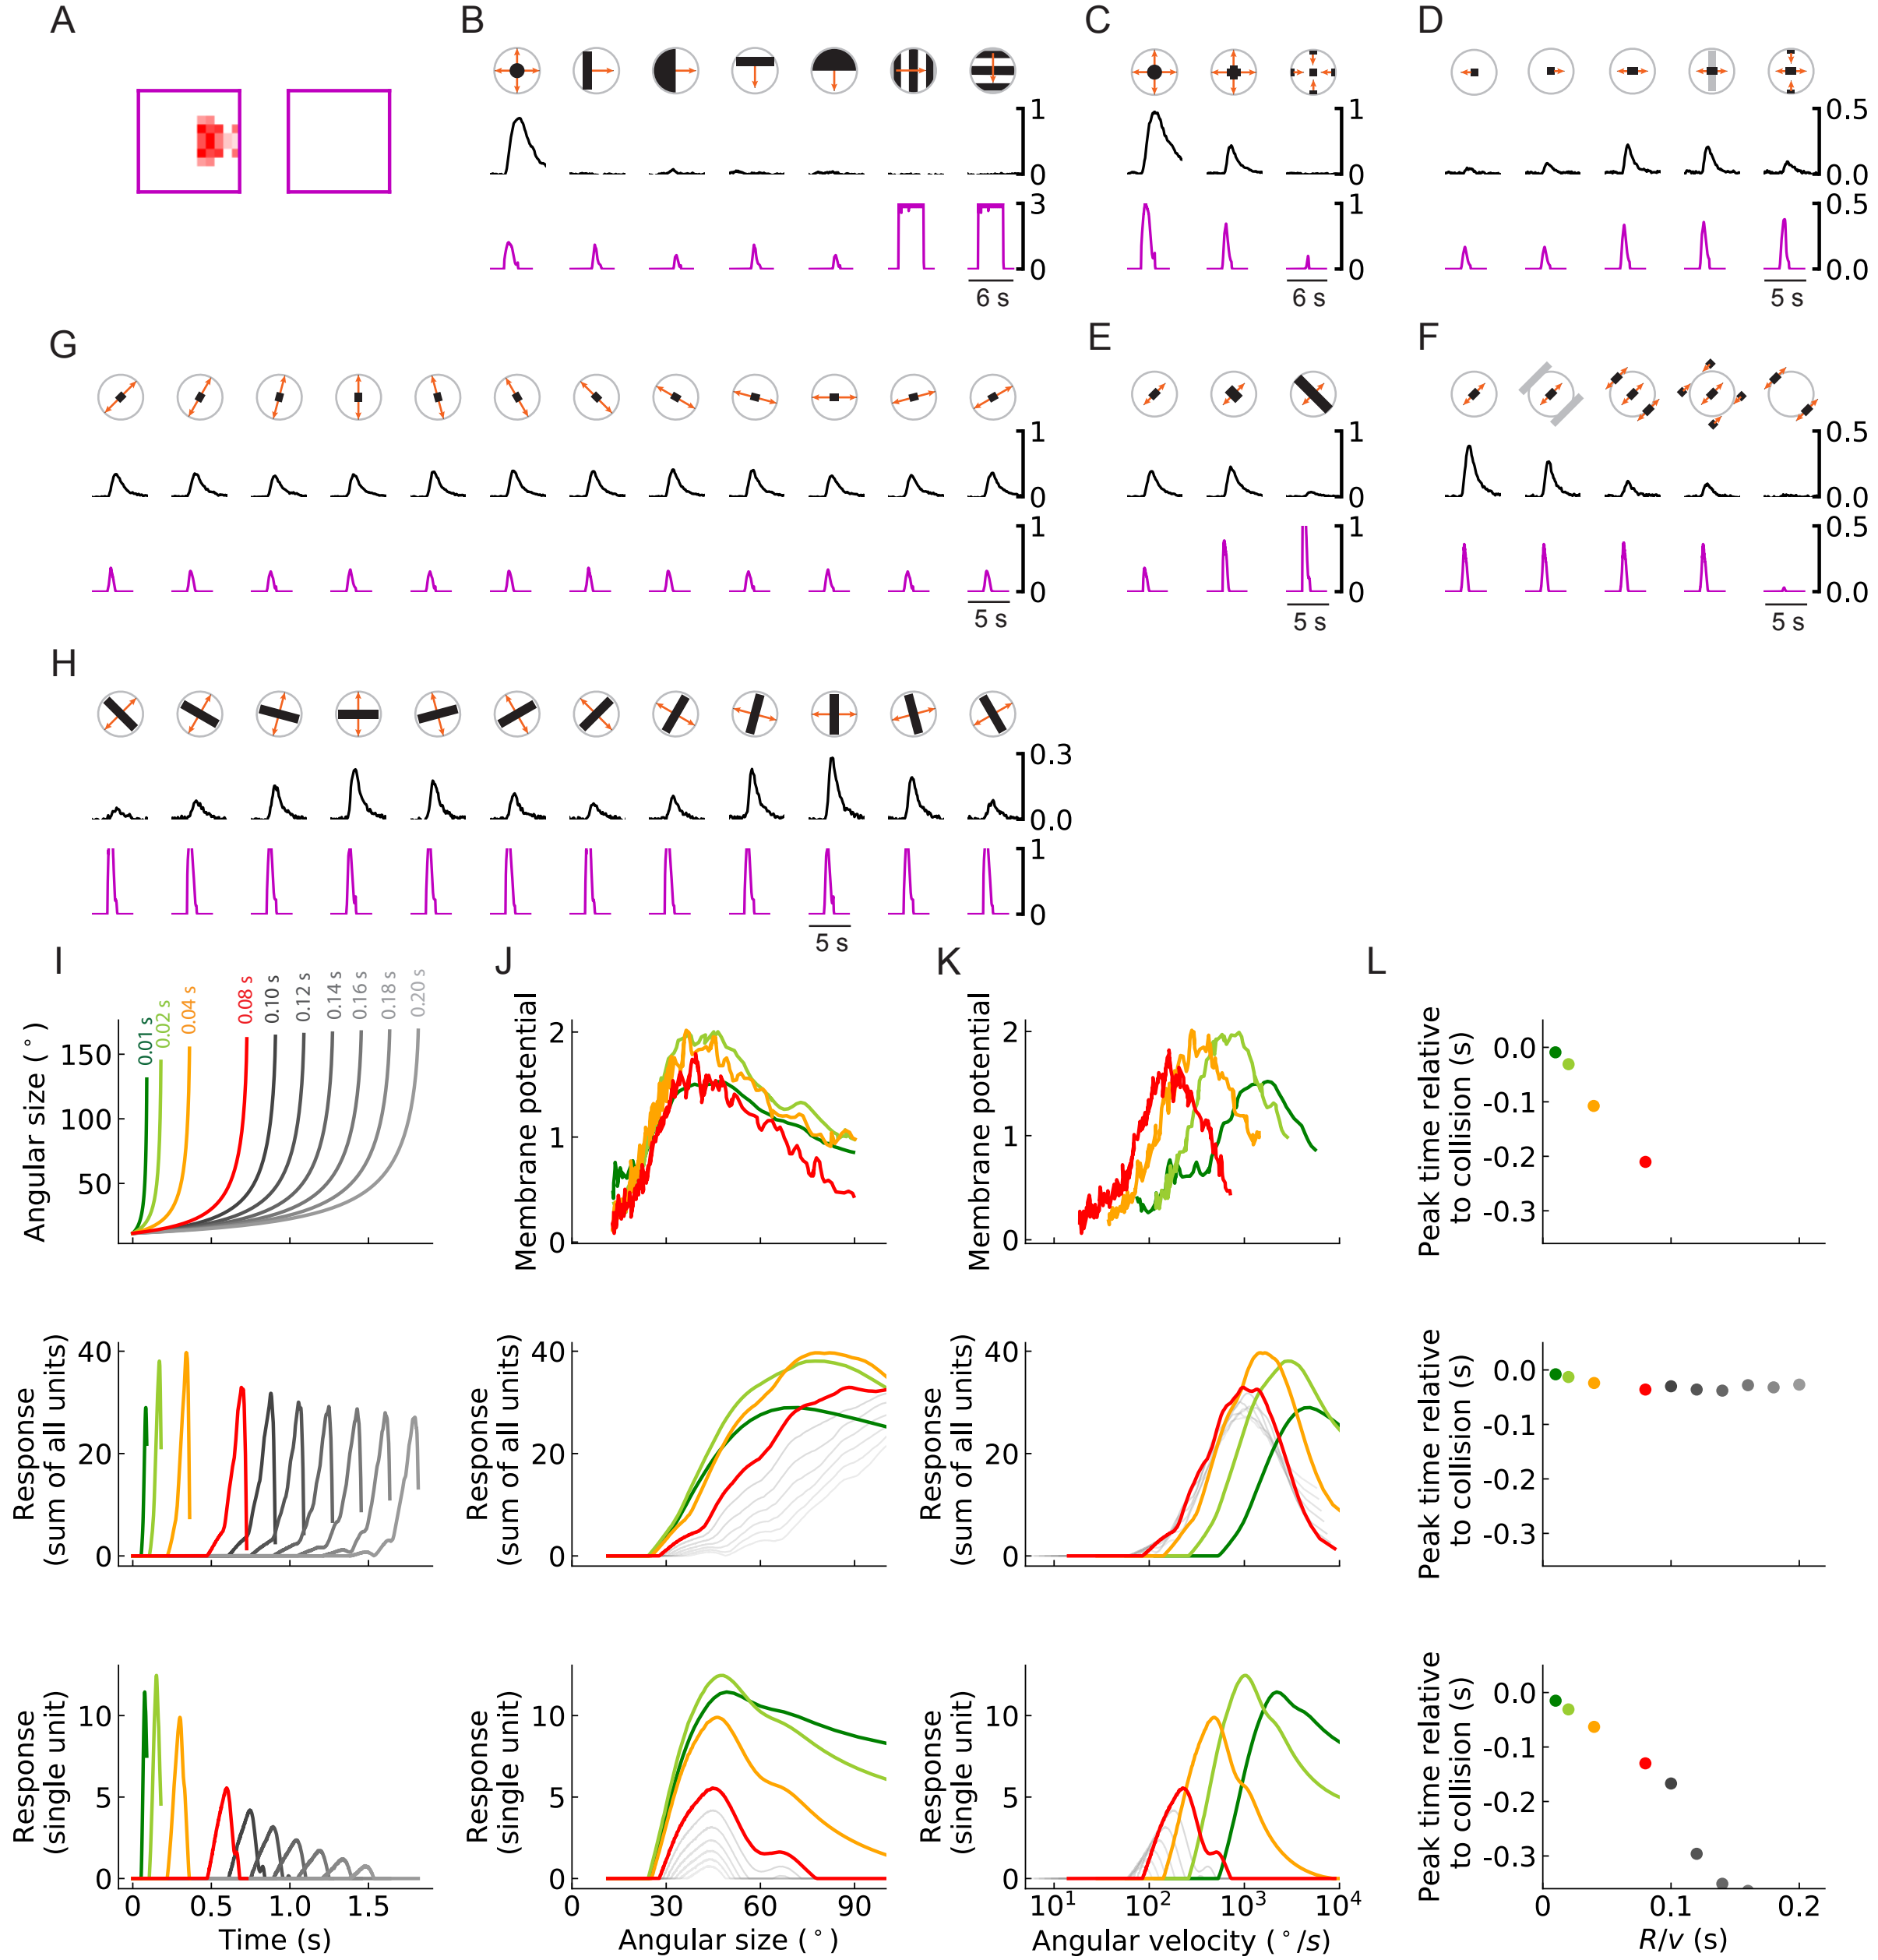 A
B
C
D
1
0
3
0
6 s
1
0
1
0
6 s
0.5
0.0
0.5
0.0
5 s
G
E
F
1
0
1
0
5 s
1
0
1
0
5 s
0.5
0.0
0.5
0.0
5 s
H
0.3
0.0
1
0
5 s
I
J
K
L
0.01 s
0.02 s
0.04 s
0.08 s
0.10 s
0.12 s
0.14 s
0.16 s
0.18 s
0.20 s
Angular size (°)
150
100
50
Membrane potential
2
1
0
Membrane potential
2
1
0
Peak time relative
to collision (s)
0.0
-0.1
-0.2
-0.3
Response
(sum of all units)
40
20
0
Response
(sum of all units)
40
20
0
Response
(sum of all units)
40
20
0
Peak time relative
to collision (s)
0.0
-0.1
-0.2
-0.3
Response
(single unit)
10
5
0
0 0.5 1.0 1.5
Time (s)
Response
(single unit)
10
5
0
0 30 60 90
Angular size (°)
Response
(single unit)
10
5
0
10¹ 10² 10³ 10⁴
Angular velocity (°/s)
Peak time relative
to collision (s)
0.0
-0.1
-0.2
-0.3
0 0.1 0.2
R/v (s)